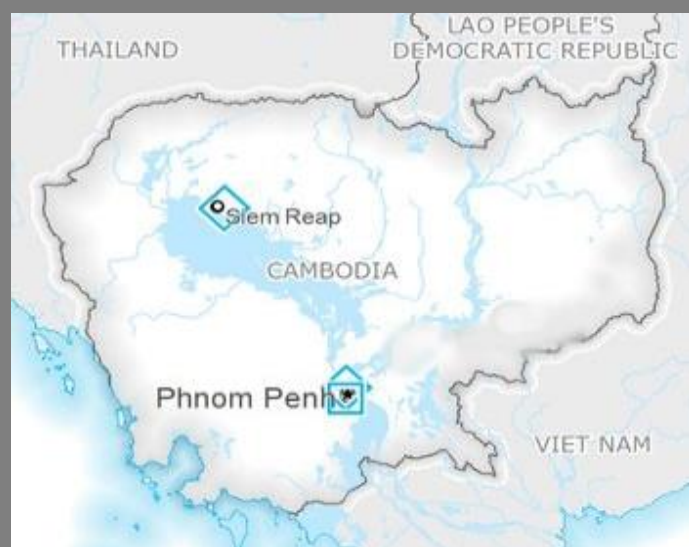 LAO PEOPLE'S
DEMOCRATIC REPUBLIC
THAILAND
Siem Reap
CAMBODIA
Phnom Penh
VIET NAM